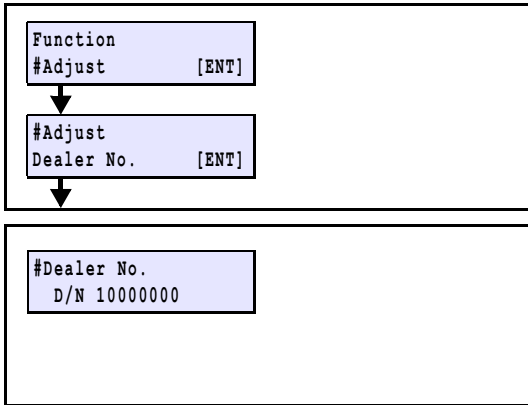 Function
#Adjust [ENT]
#Adjust
Dealer No. [ENT]
#Dealer No.
D/N 10000000